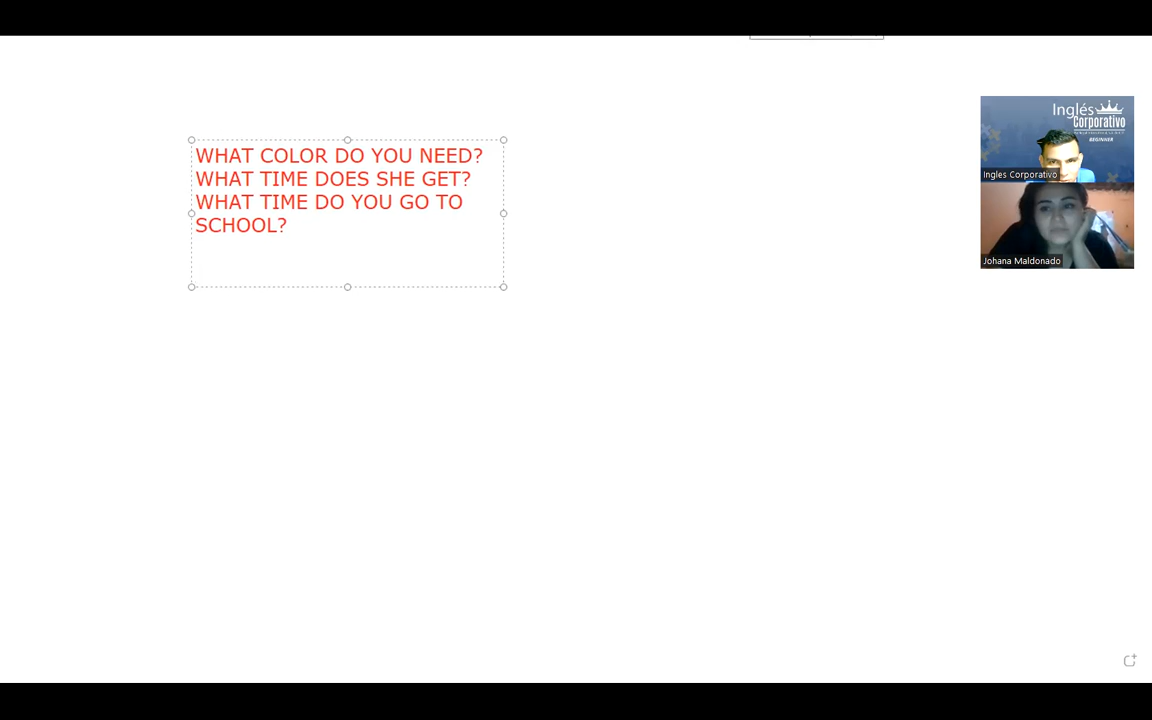 WHAT COLOR DO YOU NEED?
WHAT TIME DOES SHE GET?
WHAT TIME DO YOU GO TO
SCHOOL?
Inglés
Corporativo
BEGINNER
Ingles Corporativo
Johana Maldonado